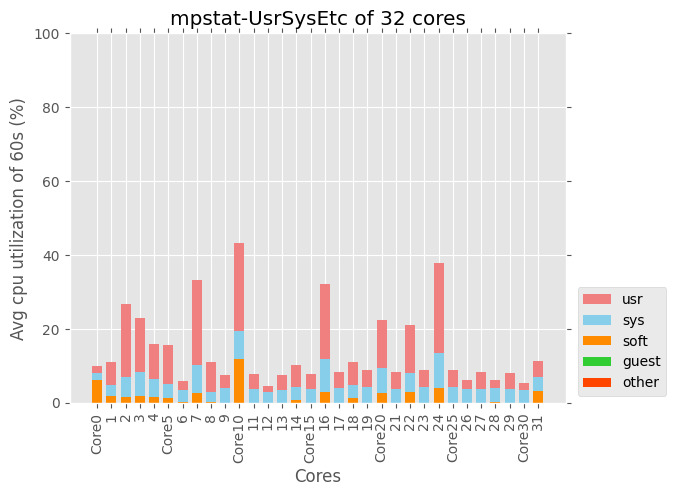 mpstat-UsrSysEtc of 32 cores
Avg cpu utilization of 60s (%)
100
80
60
40
20
0
Core0
1
2
3
4
Core5
6
7
8
9
Core10
11
12
13
14
Core15
16
17
18
19
Core20
21
22
23
24
Core25
26
27
28
29
Core30
31
Cores
usr
sys
soft
guest
other